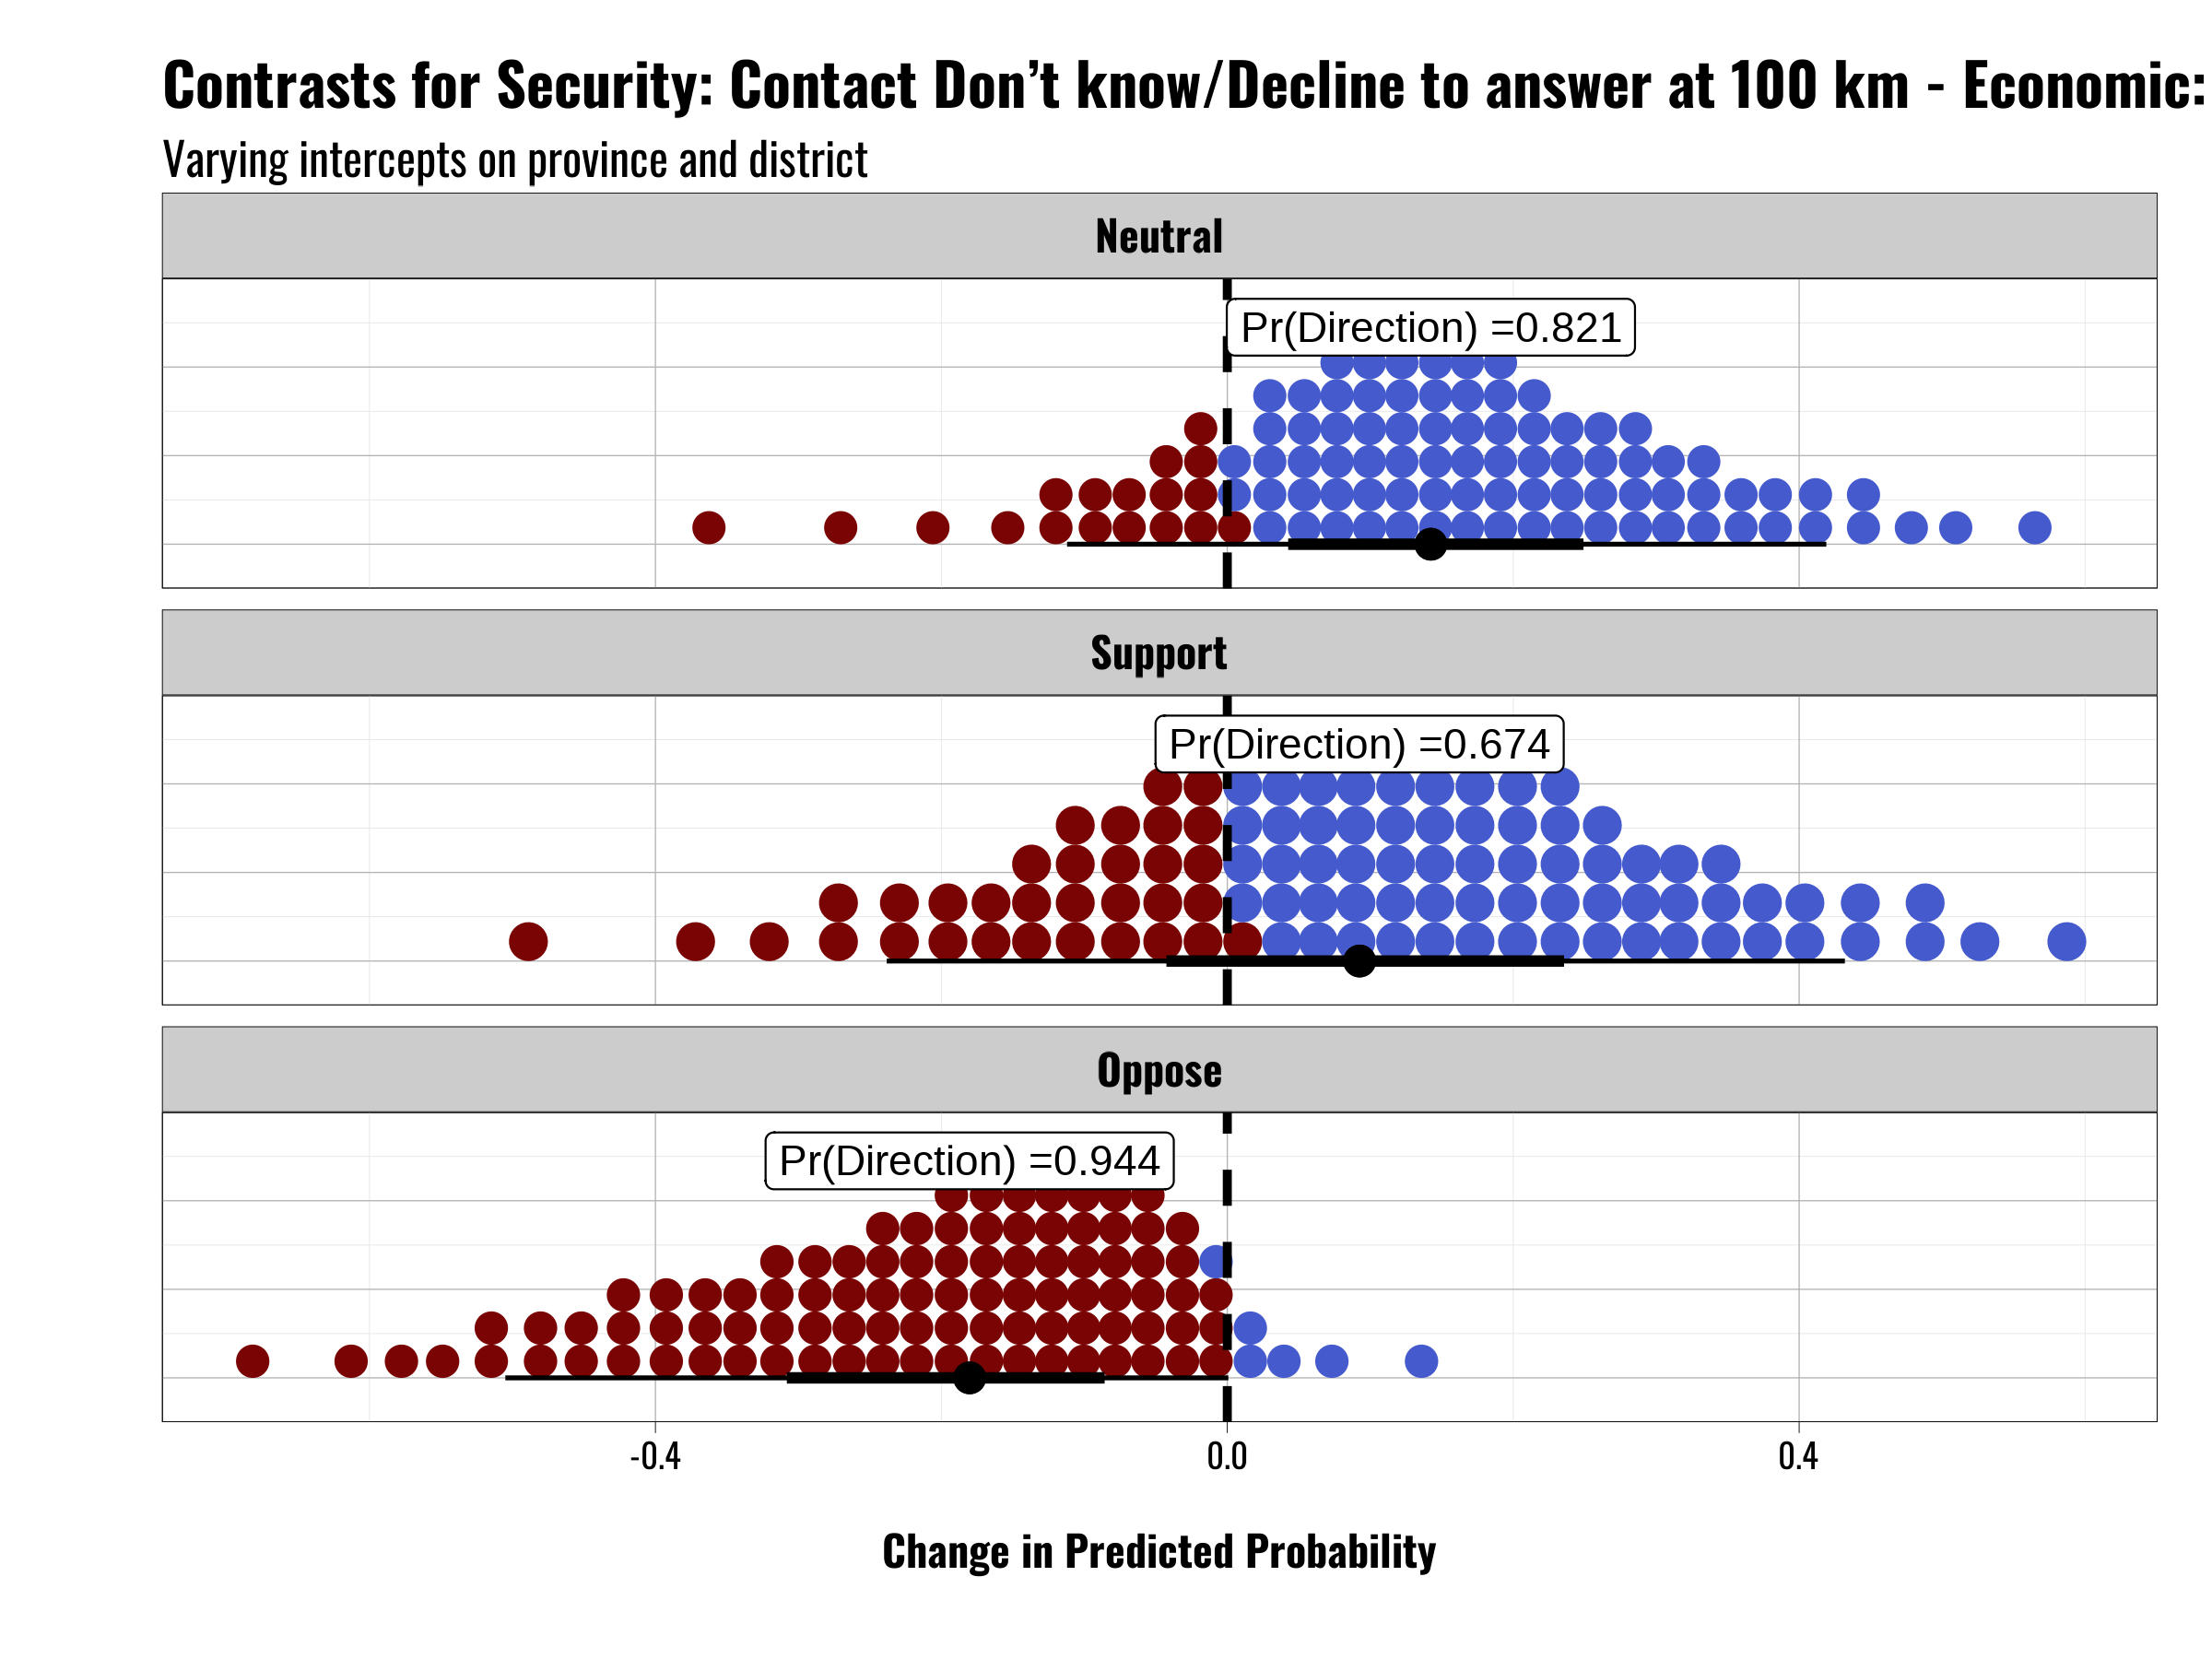 Contrasts for Security: Contact Don’t know/Decline to answer at 100 km - Economic:
Varying intercepts on province and district
Neutral
Pr(Direction) =0.821
Support
Pr(Direction) =0.674
Oppose
Pr(Direction) =0.944
-0.4 0.0 0.4
Change in Predicted Probability